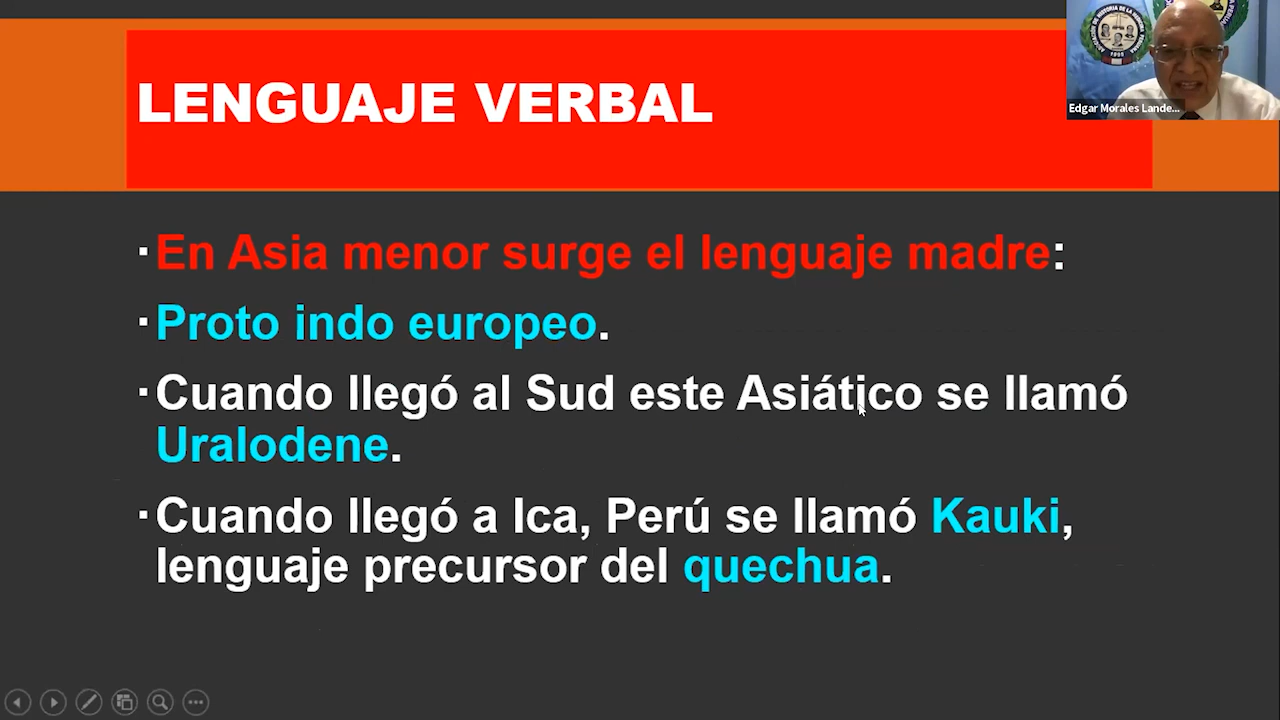 LENGUAJE VERBAL
Edgar Morales Lande...
▪En Asia menor surge el lenguaje madre:
▪Proto indo europeo.
▪Cuando llegó al Sud este Asiático se llamó
Uralodene.
▪Cuando llegó a Ica, Perú se llamó Kauki,
lenguaje precursor del quechua.